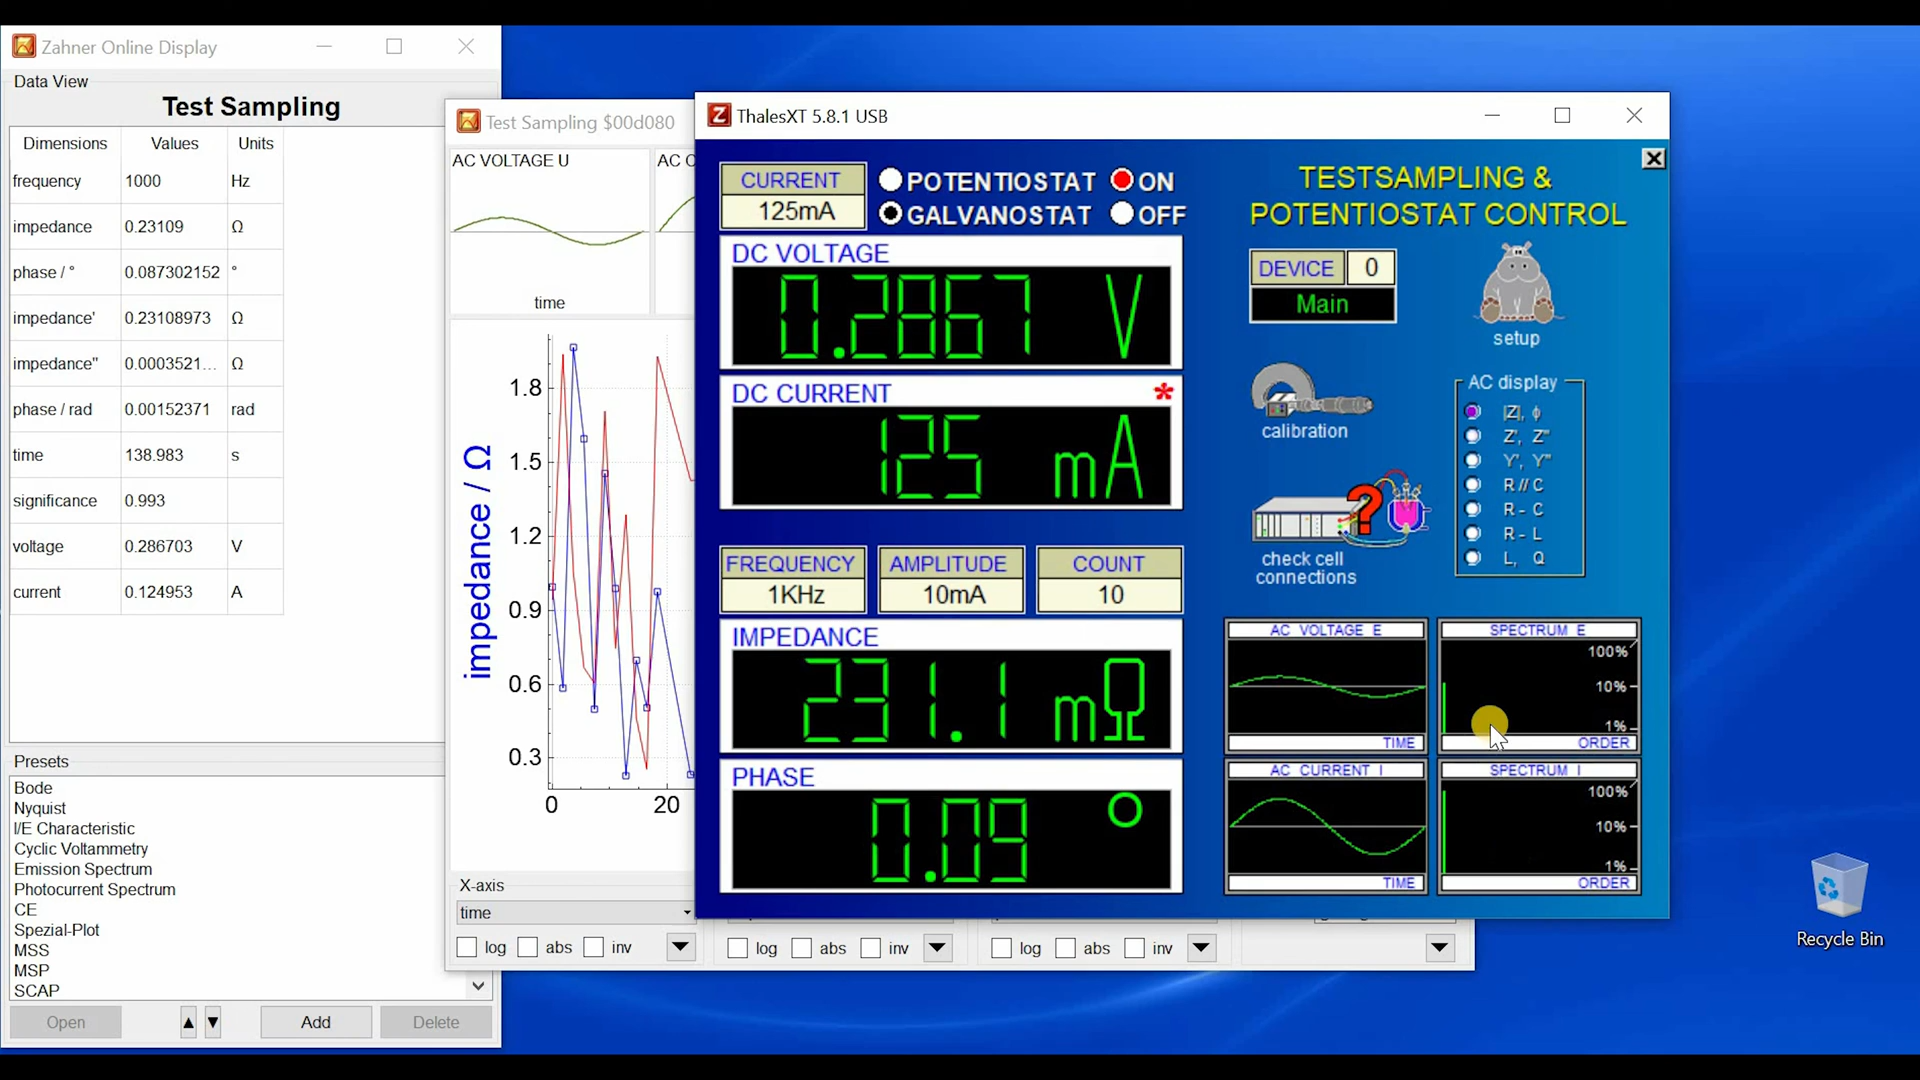 Zahner Online Display
Data View
Test Sampling
Dimensions Values Units
frequency 1000 Hz
impedance 0.23109 Ω
phase / ° 0.087302152 °
impedance' 0.23108973 Ω
impedance" 0.0003521... Ω
phase / rad 0.00152371 rad
time 138.983 s
significance 0.993
voltage 0.286703 V
current 0.124953 A
Presets
Bode
Nyquist
I/E Characteristic
Cyclic Voltammetry
Emission Spectrum
Photocurrent Spectrum
CE
Spezial-Plot
MSS
MSP
SCAP
Open
Add
Delete
Test Sampling $00d080
AC VOLTAGE U
AC C
time
impedance / Ω
1.8
1.5
1.2
0.9
0.6
0.3
0 20
X-axis
time
log abs inv
log abs inv
log abs inv
ThalesXT 5.8.1 USB
CURRENT
125mA
POTENTIOSTAT ON
GALVANOSTAT OFF
DC VOLTAGE
0.2867 V
DC CURRENT *
125 mA
FREQUENCY
1KHz
AMPLITUDE
10mA
COUNT
10
IMPEDANCE
231.1 mΩ
PHASE
0.09 °
TESTSAMPLING &
POTENTIOSTAT CONTROL
DEVICE 0
Main
setup
calibration
check cell
connections
AC display
|Z|, ϕ
Z', Z"
Y', Y"
R // C
R - C
R - L
L, Q
AC VOLTAGE E
TIME
SPECTRUM E
100%
10%
1%
ORDER
AC CURRENT I
TIME
SPECTRUM I
100%
10%
1%
ORDER
Recycle Bin